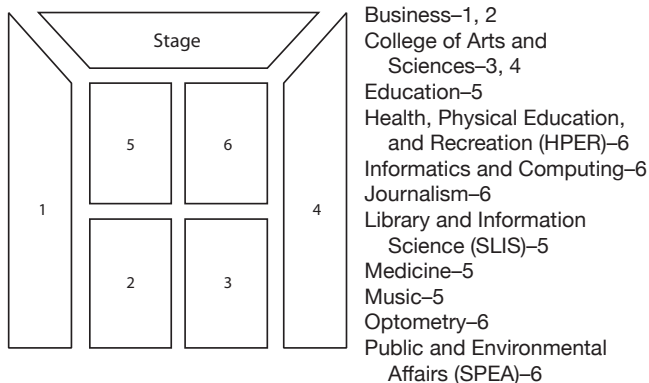 Stage
5
6
1
4
2
3
Business–1, 2
College of Arts and
Sciences–3, 4
Education–5
Health, Physical Education,
and Recreation (HPER)–6
Informatics and Computing–6
Journalism–6
Library and Information
Science (SLIS)–5
Medicine–5
Music–5
Optometry–6
Public and Environmental
Affairs (SPEA)–6